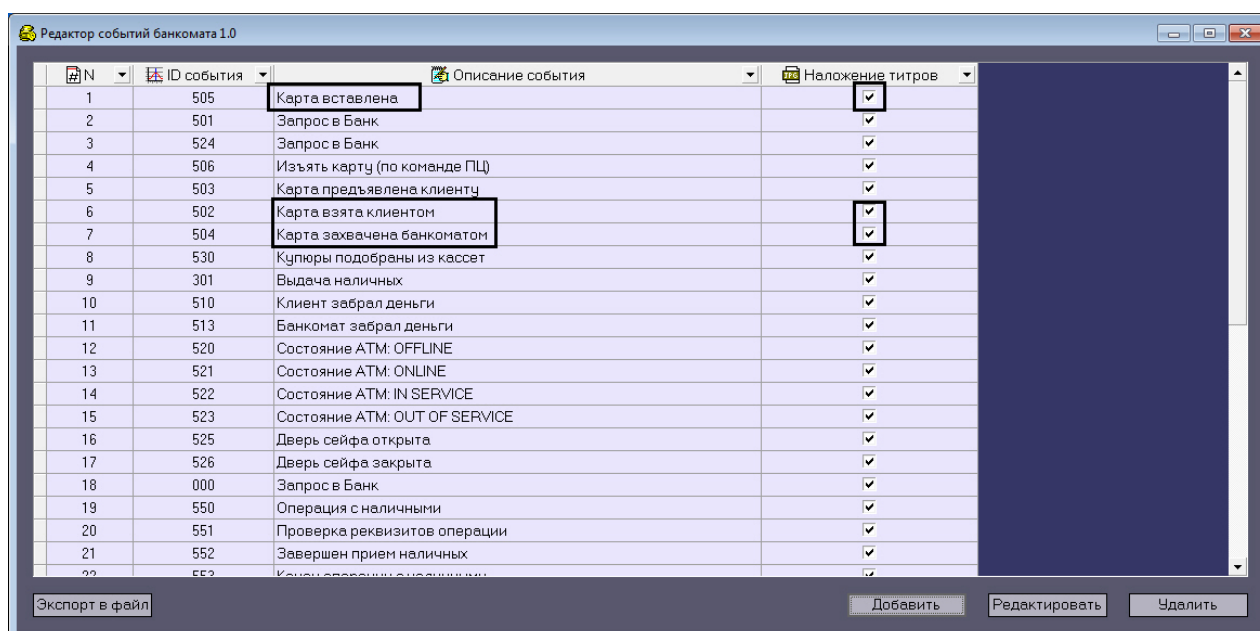 Редактор событий банкомата 1.0
# N ID события Описание события JPG Наложение титров
1 505 Карта вставлена
2 501 Запрос в Банк
3 524 Запрос в Банк
4 506 Изъять карту (по команде ПЦ)
5 503 Карта предъявлена клиенту
6 502 Карта взята клиентом
7 504 Карта захвачена банкоматом
8 530 Купюры подобраны из кассет
9 301 Выдача наличных
10 510 Клиент забрал деньги
11 513 Банкомат забрал деньги
12 520 Состояние ATM: OFFLINE
13 521 Состояние ATM: ONLINE
14 522 Состояние ATM: IN SERVICE
15 523 Состояние ATM: OUT OF SERVICE
16 525 Дверь сейфа открыта
17 526 Дверь сейфа закрыта
18 000 Запрос в Банк
19 550 Операция с наличными
20 551 Проверка реквизитов операции
21 552 Завершен прием наличных
22 553
Экспорт в файл Добавить Редактировать Удалить